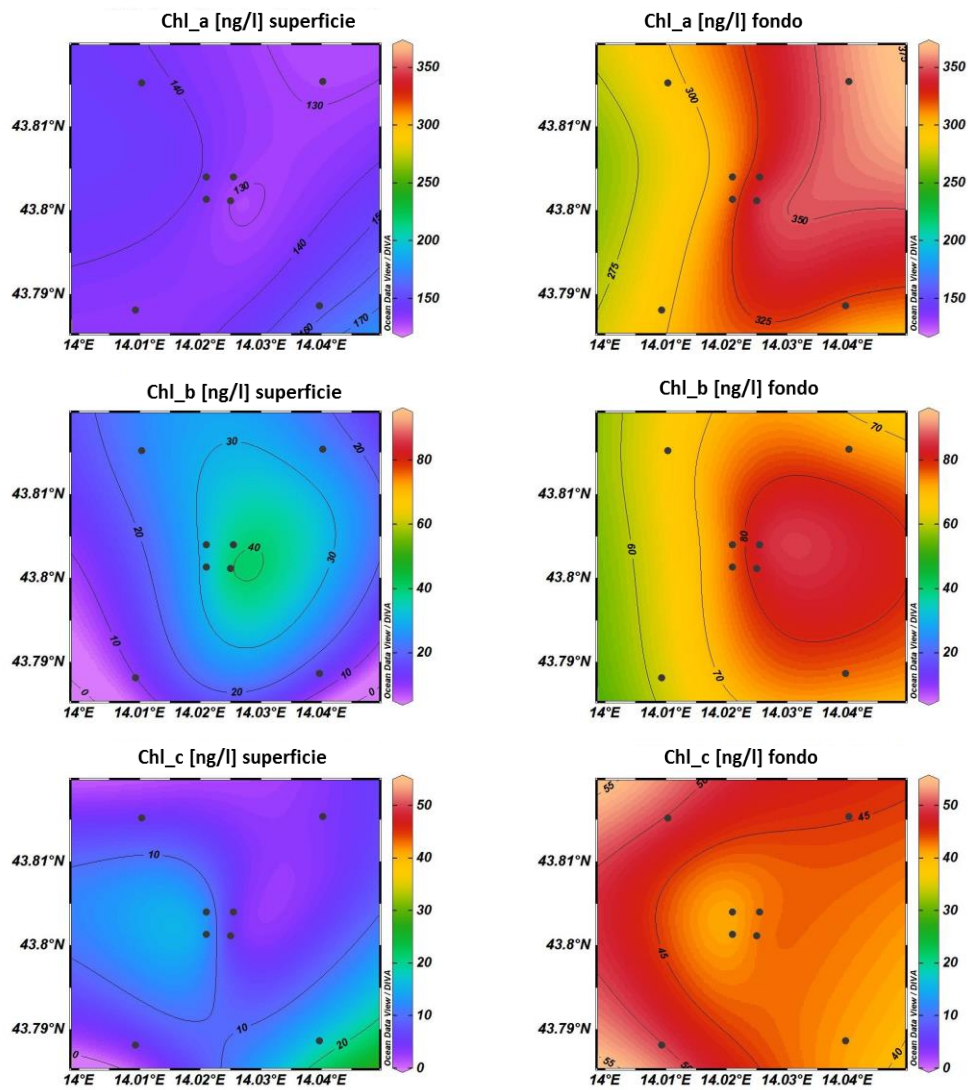 Chl_a [ng/l] superficie
Chl_a [ng/l] fondo
43.81°N
43.8°N
43.79°N
14°E 14.01°E 14.02°E 14.03°E 14.04°E
140
130
130
140
160
170
350
300
250
200
150
Ocean Data View / DIVA
43.81°N
43.8°N
43.79°N
14°E 14.01°E 14.02°E 14.03°E 14.04°E
300
275
350
325
375
350
300
250
200
150
Ocean Data View / DIVA
Chl_b [ng/l] superficie
Chl_b [ng/l] fondo
43.81°N
43.8°N
43.79°N
14°E 14.01°E 14.02°E 14.03°E 14.04°E
30
20
20
40
30
10
20
10
0
0
80
60
40
20
Ocean Data View / DIVA
43.81°N
43.8°N
43.79°N
14°E 14.01°E 14.02°E 14.03°E 14.04°E
70
60
80
70
80
60
40
20
Ocean Data View / DIVA
Chl_c [ng/l] superficie
Chl_c [ng/l] fondo
43.81°N
43.8°N
43.79°N
14°E 14.01°E 14.02°E 14.03°E 14.04°E
10
10
20
0
50
40
30
20
10
0
Ocean Data View / DIVA
43.81°N
43.8°N
43.79°N
14°E 14.01°E 14.02°E 14.03°E 14.04°E
55
45
45
55
40
50
40
30
20
10
0
Ocean Data View / DIVA